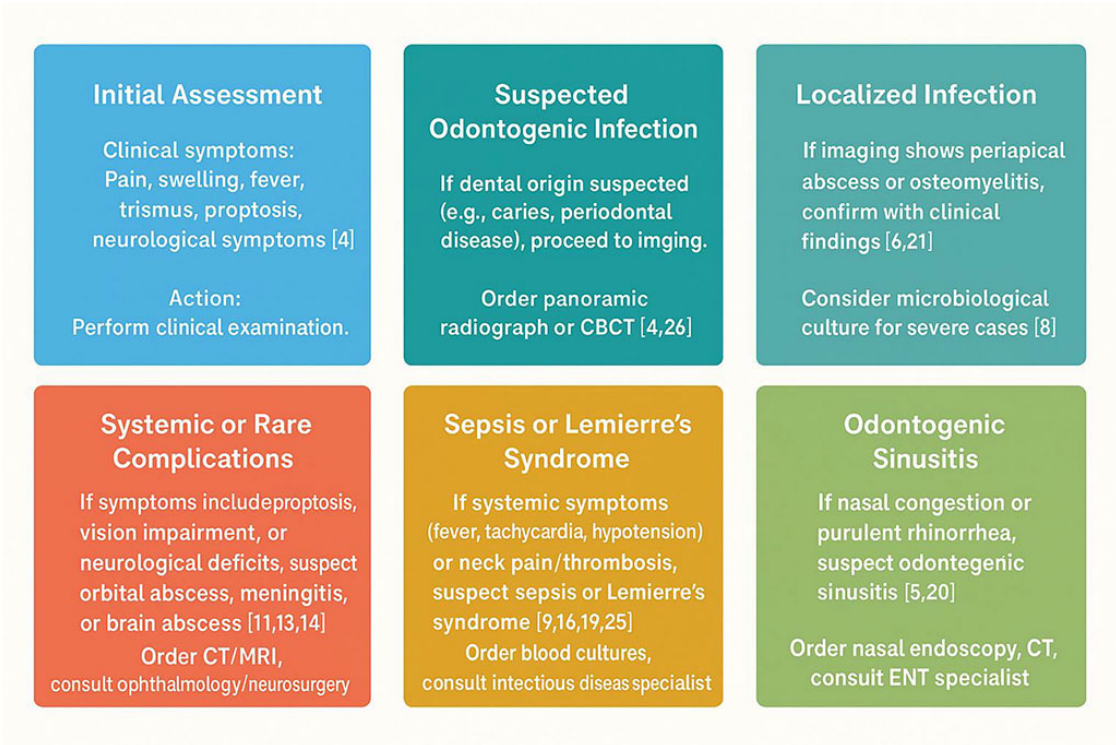 Initial Assessment
Clinical symptoms:
Pain, swelling, fever,
trismus, proptosis,
neurological symptoms [4]
Action:
Perform clinical examination.
Suspected
Odontogenic Infection
If dental origin suspected
(e.g., caries, periodontal
disease), proceed to imging.
Order panoramic
radiograph or CBCT [4,26]
Localized Infection
If imaging shows periapical
abscess or osteomyelitis,
confirm with clinical
findings [6,21]
Consider microbiological
culture for severe cases [8]
Systemic or Rare
Complications
If symptoms includeproptosis,
vision impairment, or
neurological deficits, suspect
orbital abscess, meningitis,
or brain abscess [11,13,14]
Order CT/MRI,
consult ophthalmology/neurosurgery
Sepsis or Lemierre's
Syndrome
If systemic symptoms
(fever, tachycardia, hypotension)
or neck pain/thrombosis,
suspect sepsis or Lemierre's
syndrome [9,16,19,25]
Order blood cultures,
consult intectious diseas specialist
Odontogenic
Sinusitis
If nasal congestion or
purulent rhinorrhea,
suspect odontegenic
sinusitis [5,20]
Order nasal endoscopy, CT,
consuit ENT specialist